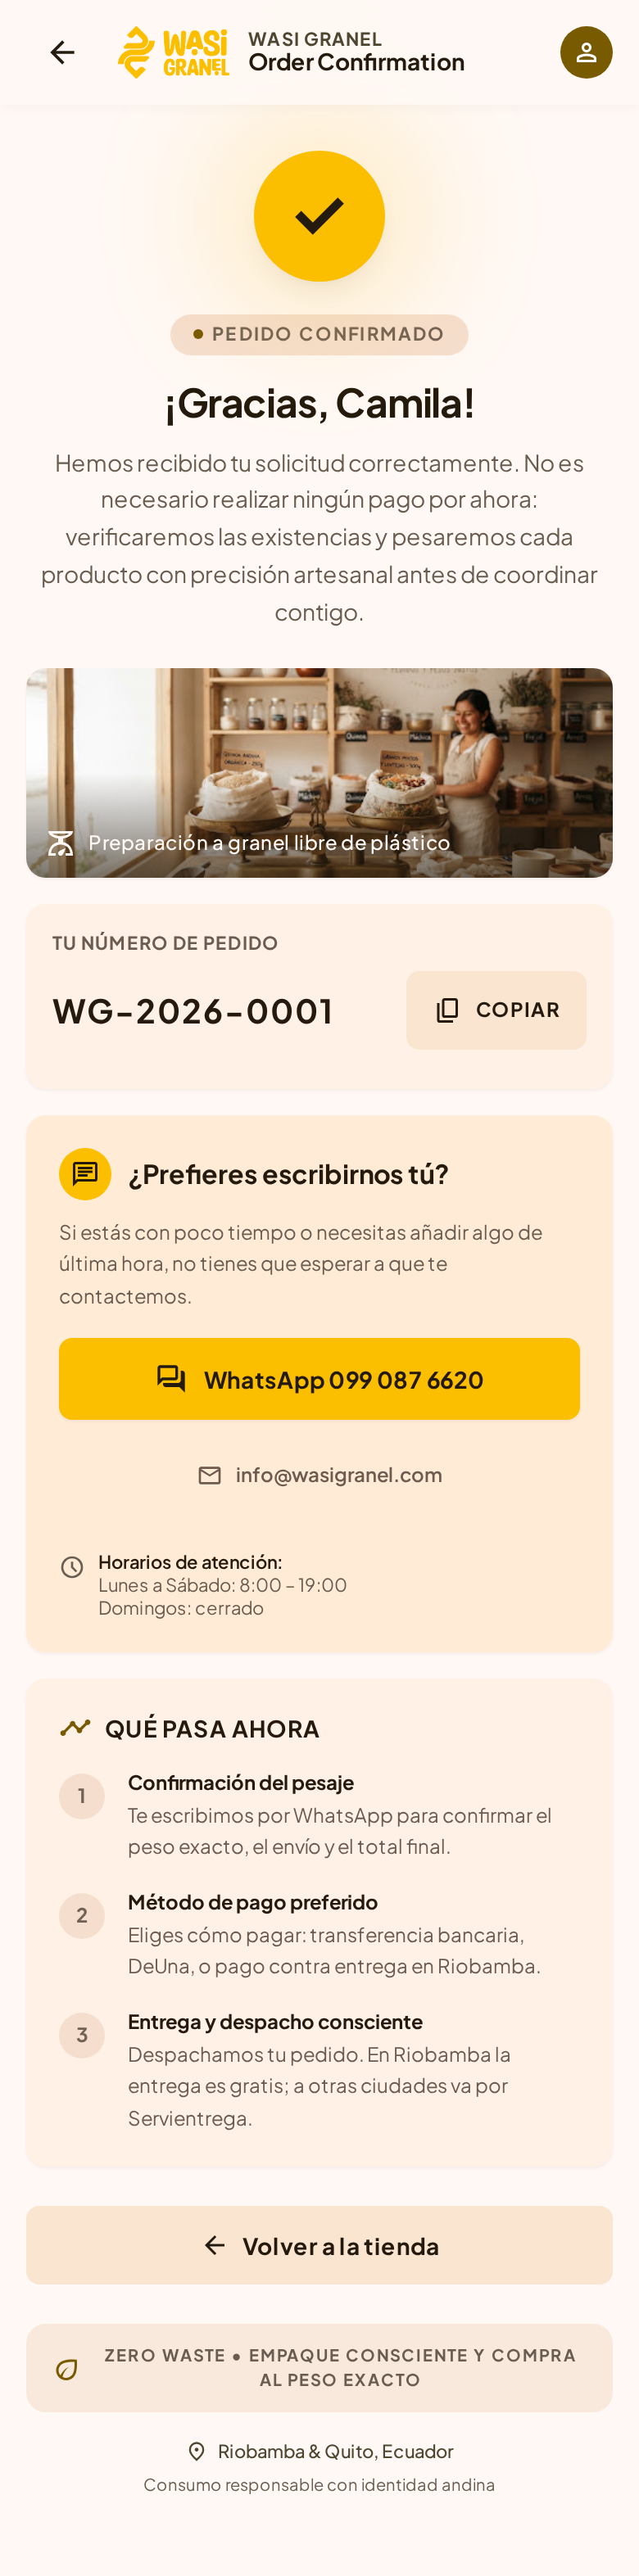 WASI
GRANEL
WASI GRANEL
Order Confirmation
PEDIDO CONFIRMADO
¡Gracias, Camila!
Hemos recibido tu solicitud correctamente. No es
necesario realizar ningún pago por ahora:
verificaremos las existencias y pesaremos cada
producto con precisión artesanal antes de coordinar
contigo.
Preparación a granel libre de plástico
TU NÚMERO DE PEDIDO
WG-2026-0001
COPIAR
¿Prefieres escribirnos tú?
Si estás con poco tiempo o necesitas añadir algo de
última hora, no tienes que esperar a que te
contactemos.
WhatsApp 099 087 6620
info@wasigranel.com
Horarios de atención:
Lunes a Sábado: 8:00 – 19:00
Domingos: cerrado
QUÉ PASA AHORA
1
Confirmación del pesaje
Te escribimos por WhatsApp para confirmar el
peso exacto, el envío y el total final.
2
Método de pago preferido
Eliges cómo pagar: transferencia bancaria,
DeUna, o pago contra entrega en Riobamba.
3
Entrega y despacho consciente
Despachamos tu pedido. En Riobamba la
entrega es gratis; a otras ciudades va por
Servientrega.
Volver a la tienda
ZERO WASTE • EMPAQUE CONSCIENTE Y COMPRA
AL PESO EXACTO
Riobamba & Quito, Ecuador
Consumo responsable con identidad andina